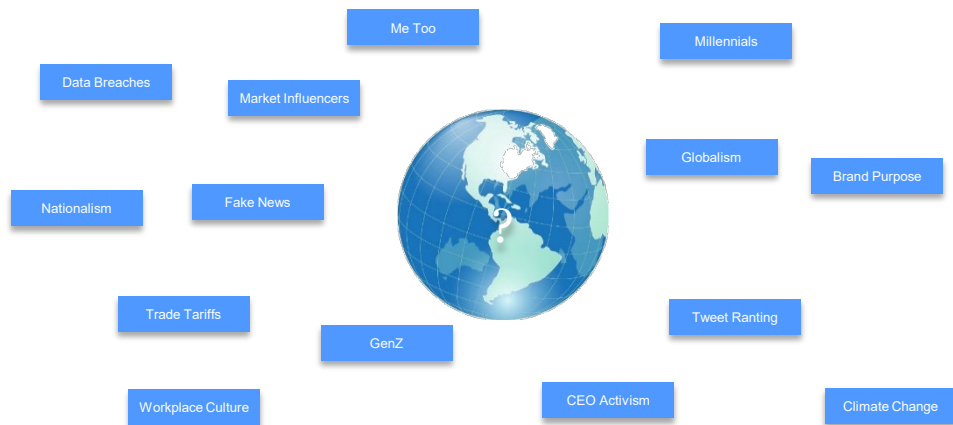 Me Too
Millennials
Data Breaches
Market Influencers
Globalism
Brand Purpose
Nationalism
Fake News
?
Trade Tariffs
Tweet Ranting
GenZ
Workplace Culture
CEO Activism
Climate Change